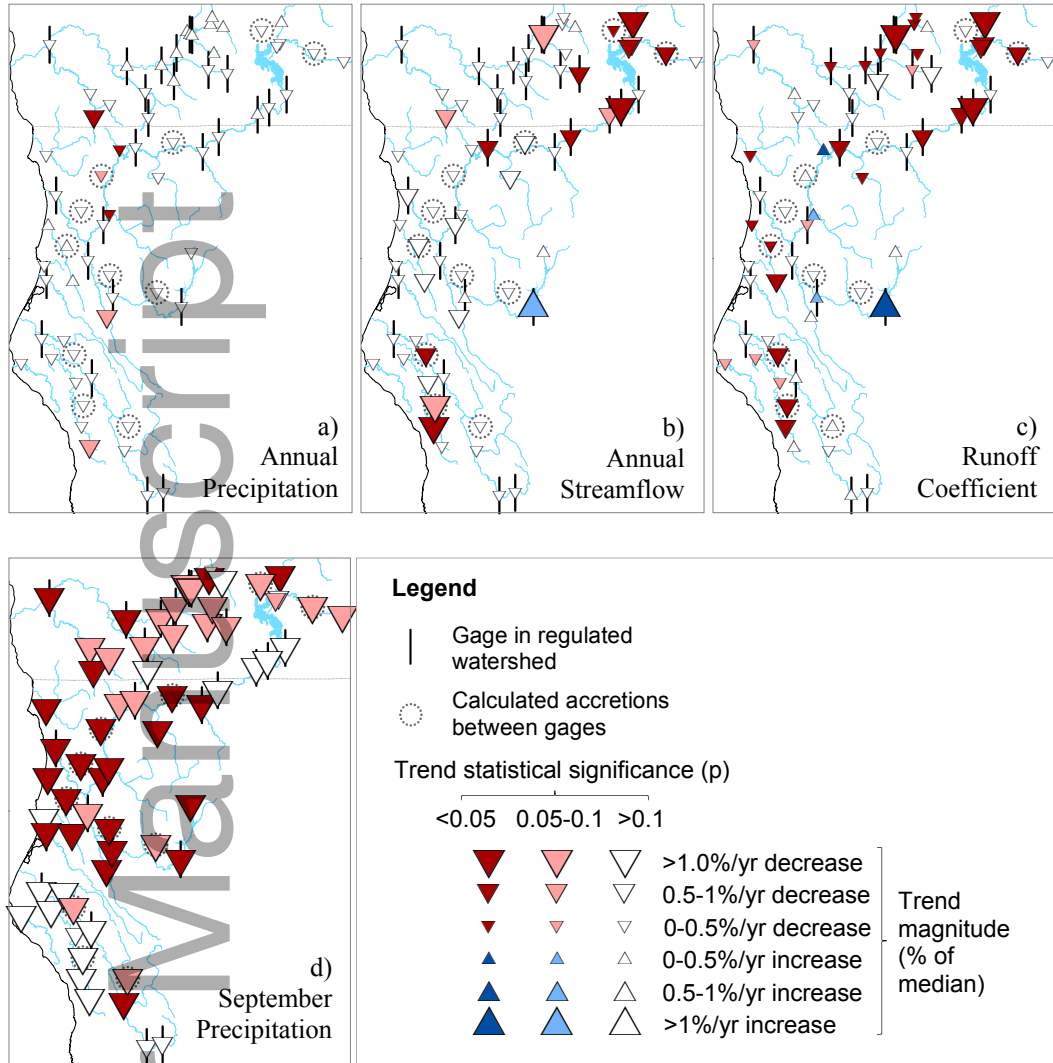 a)
Annual
Precipitation
b)
Annual
Streamflow
c)
Runoff
Coefficient
d)
September
Precipitation
Manuscript
Legend
Gage in regulated
watershed
Calculated accretions
between gages
Trend statistical significance (p)
<0.05 0.05-0.1 >0.1
>1.0%/yr decrease
0.5-1%/yr decrease
0-0.5%/yr decrease
0-0.5%/yr increase
0.5-1%/yr increase
>1%/yr increase
Trend
magnitude
(% of
median)